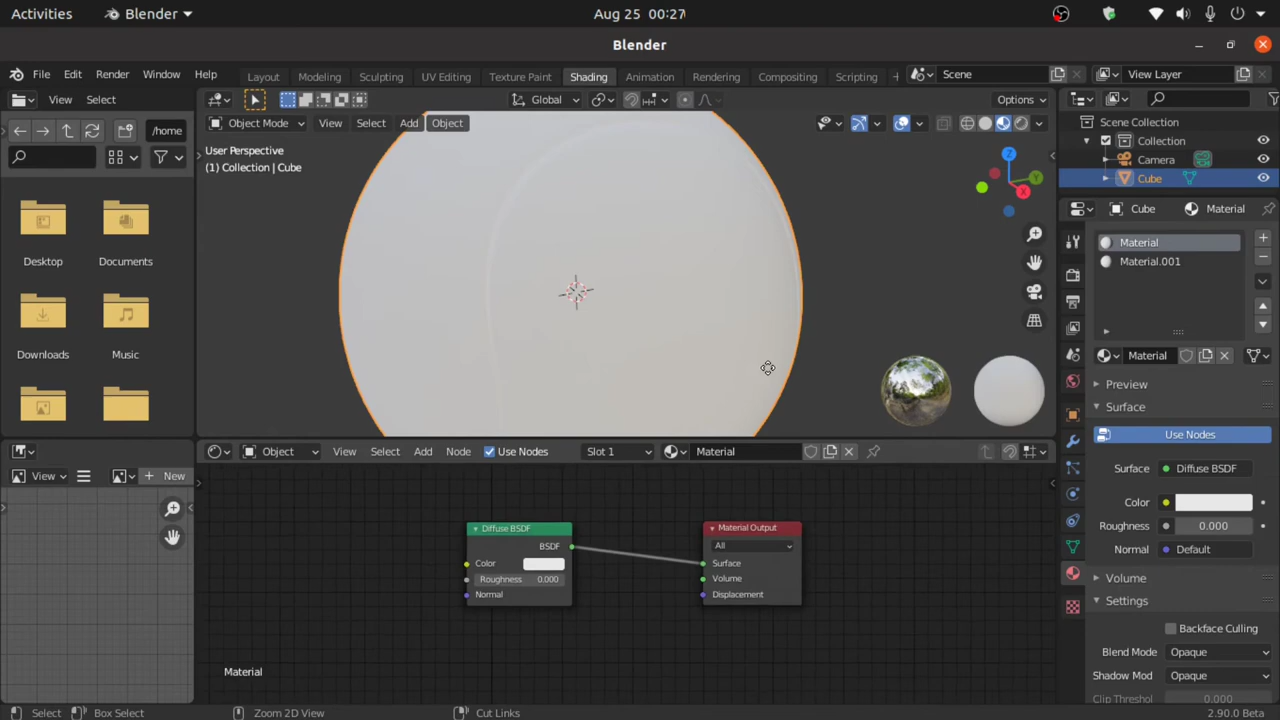 Activities Blender Aug 25 00:27
Blender
File Edit Render Window Help Layout Modeling Sculpting UV Editing Texture Paint Shading Animation Rendering Compositing Scripting Scene View Layer
View Select Global Options
/home Object Mode View Select Add Object
User Perspective
(1) Collection | Cube
Scene Collection
Collection
Camera
Cube
Cube Material
Material
Material.001
Desktop Documents
Downloads Music
Material
Preview
Surface
Use Nodes
Surface Diffuse BSDF
Color
Roughness 0.000
Normal Default
Volume
Settings
Backface Culling
Blend Mode Opaque
Shadow Mod Opaque
Clip Threshol 0.000
Object View Select Add Node Use Nodes Slot 1 Material
View New
Diffuse BSDF
BSDF
Color
Roughness 0.000
Normal
Material Output
All
Surface
Volume
Displacement
Material
Select Box Select Zoom 2D View Cut Links 2.90.0 Beta
X
Y
Z